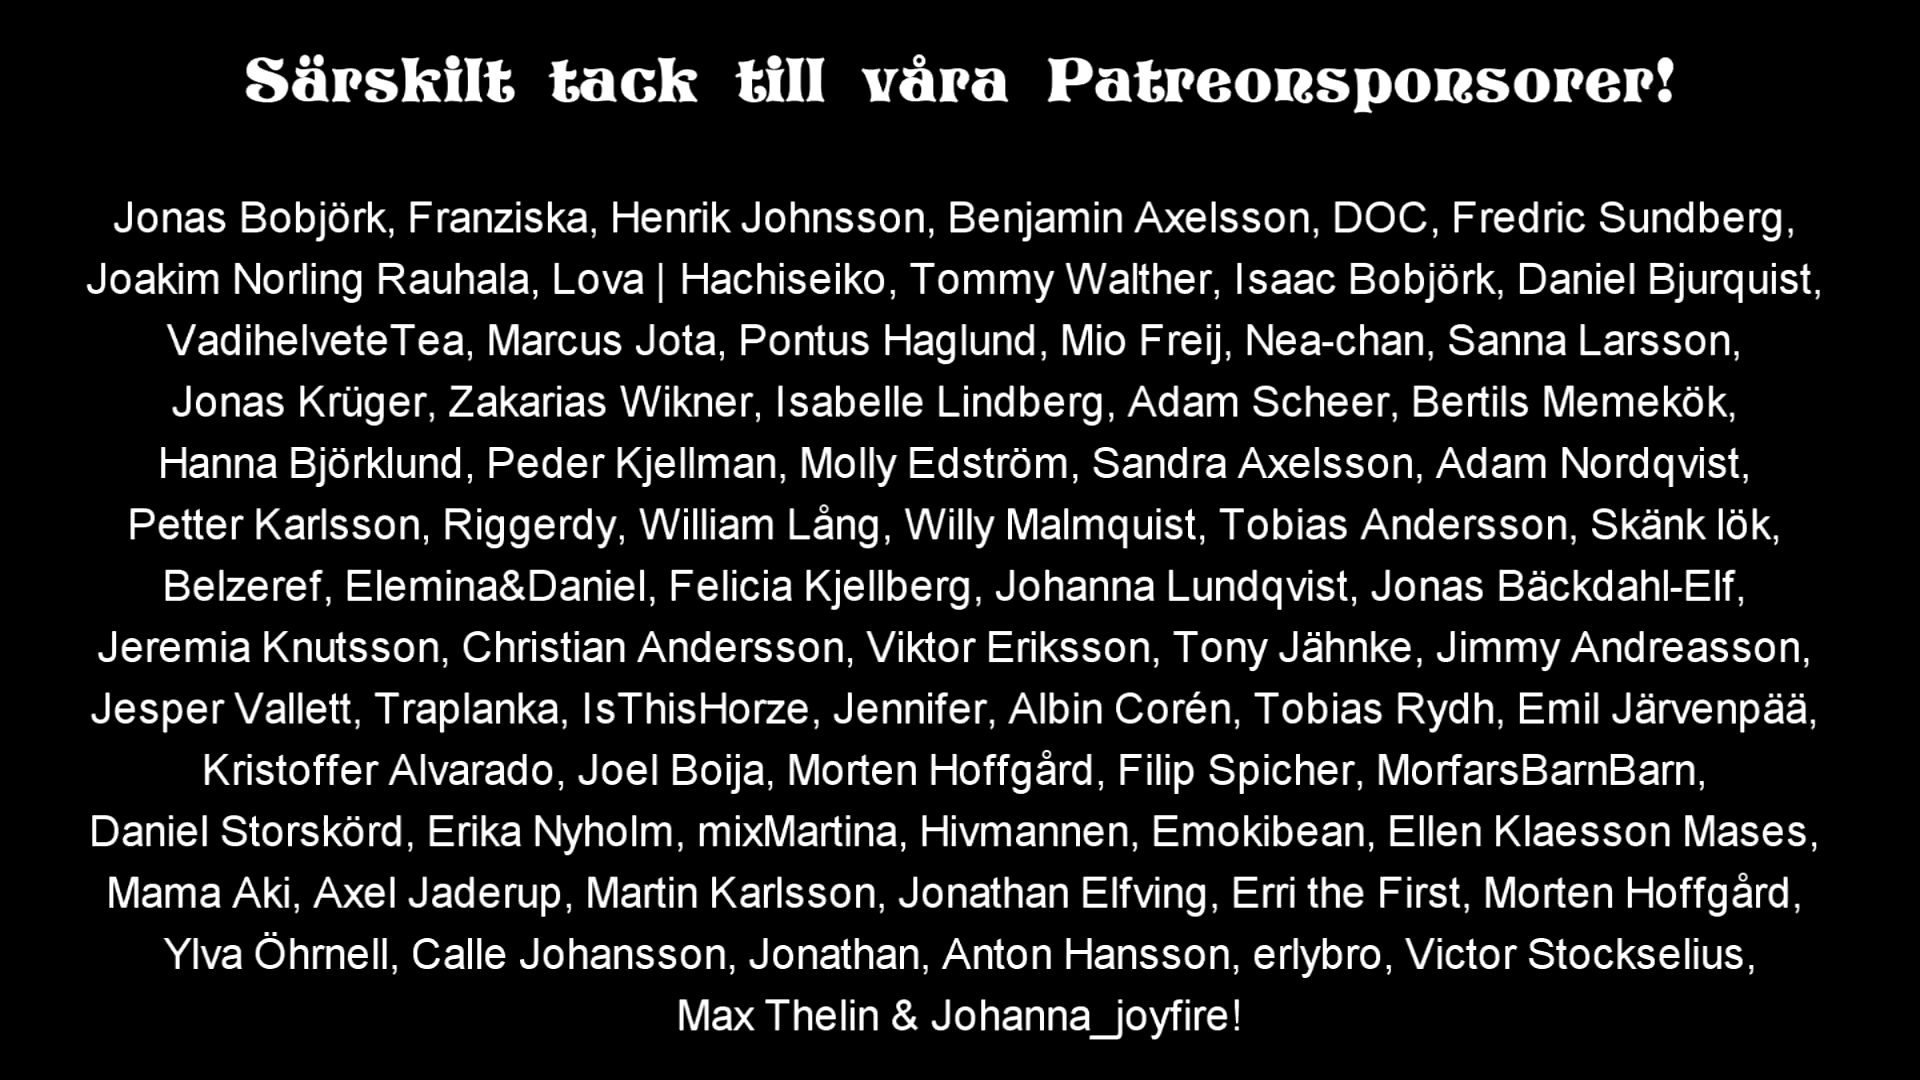 Särskilt tack till våra Patreonsponsorer!
Jonas Bobjörk, Franziska, Henrik Johnsson, Benjamin Axelsson, DOC, Fredric Sundberg,
Joakim Norling Rauhala, Lova | Hachiseiko, Tommy Walther, Isaac Bobjörk, Daniel Bjurquist,
VadihelveteTea, Marcus Jota, Pontus Haglund, Mio Freij, Nea-chan, Sanna Larsson,
Jonas Krüger, Zakarias Wikner, Isabelle Lindberg, Adam Scheer, Bertils Memekök,
Hanna Björklund, Peder Kjellman, Molly Edström, Sandra Axelsson, Adam Nordqvist,
Petter Karlsson, Riggerdy, William Lång, Willy Malmquist, Tobias Andersson, Skänk lök,
Belzeref, Elemina&Daniel, Felicia Kjellberg, Johanna Lundqvist, Jonas Bäckdahl-Elf,
Jeremia Knutsson, Christian Andersson, Viktor Eriksson, Tony Jähnke, Jimmy Andreasson,
Jesper Vallett, Traplanka, IsThisHorze, Jennifer, Albin Corén, Tobias Rydh, Emil Järvenpää,
Kristoffer Alvarado, Joel Boija, Morten Hoffgård, Filip Spicher, MorfarsBarnBarn,
Daniel Storskörd, Erika Nyholm, mixMartina, Hivmannen, Emokibean, Ellen Klaesson Mases,
Mama Aki, Axel Jaderup, Martin Karlsson, Jonathan Elfving, Erri the First, Morten Hoffgård,
Ylva Öhrnell, Calle Johansson, Jonathan, Anton Hansson, erlybro, Victor Stockselius,
Max Thelin & Johanna_joyfire!